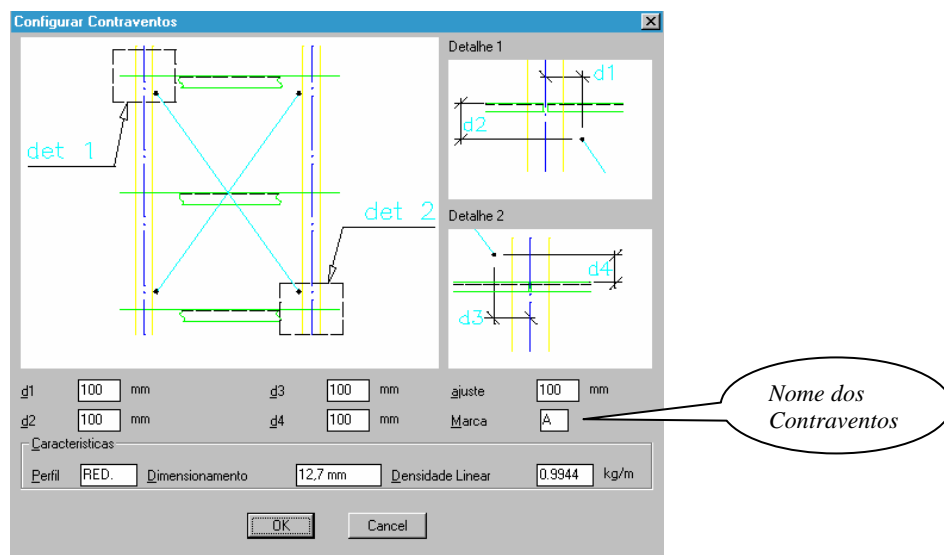 Configurar Contraventos
det 1
det 2
Detalhe 1
d1
d2
Detalhe 2
d4
d3
d1 100 mm d3 100 mm ajuste 100 mm
d2 100 mm d4 100 mm Marca A
Nome dos
Contraventos
Caracteristicas
Perfil RED. Dimensionamento 12,7 mm Densidade Linear 0.9944 kg/m
OK Cancel